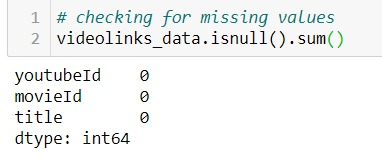 1 # checking for missing values
2 videolinks_data.isnull().sum()
youtubeId 0
movieId 0
title 0
dtype: int64